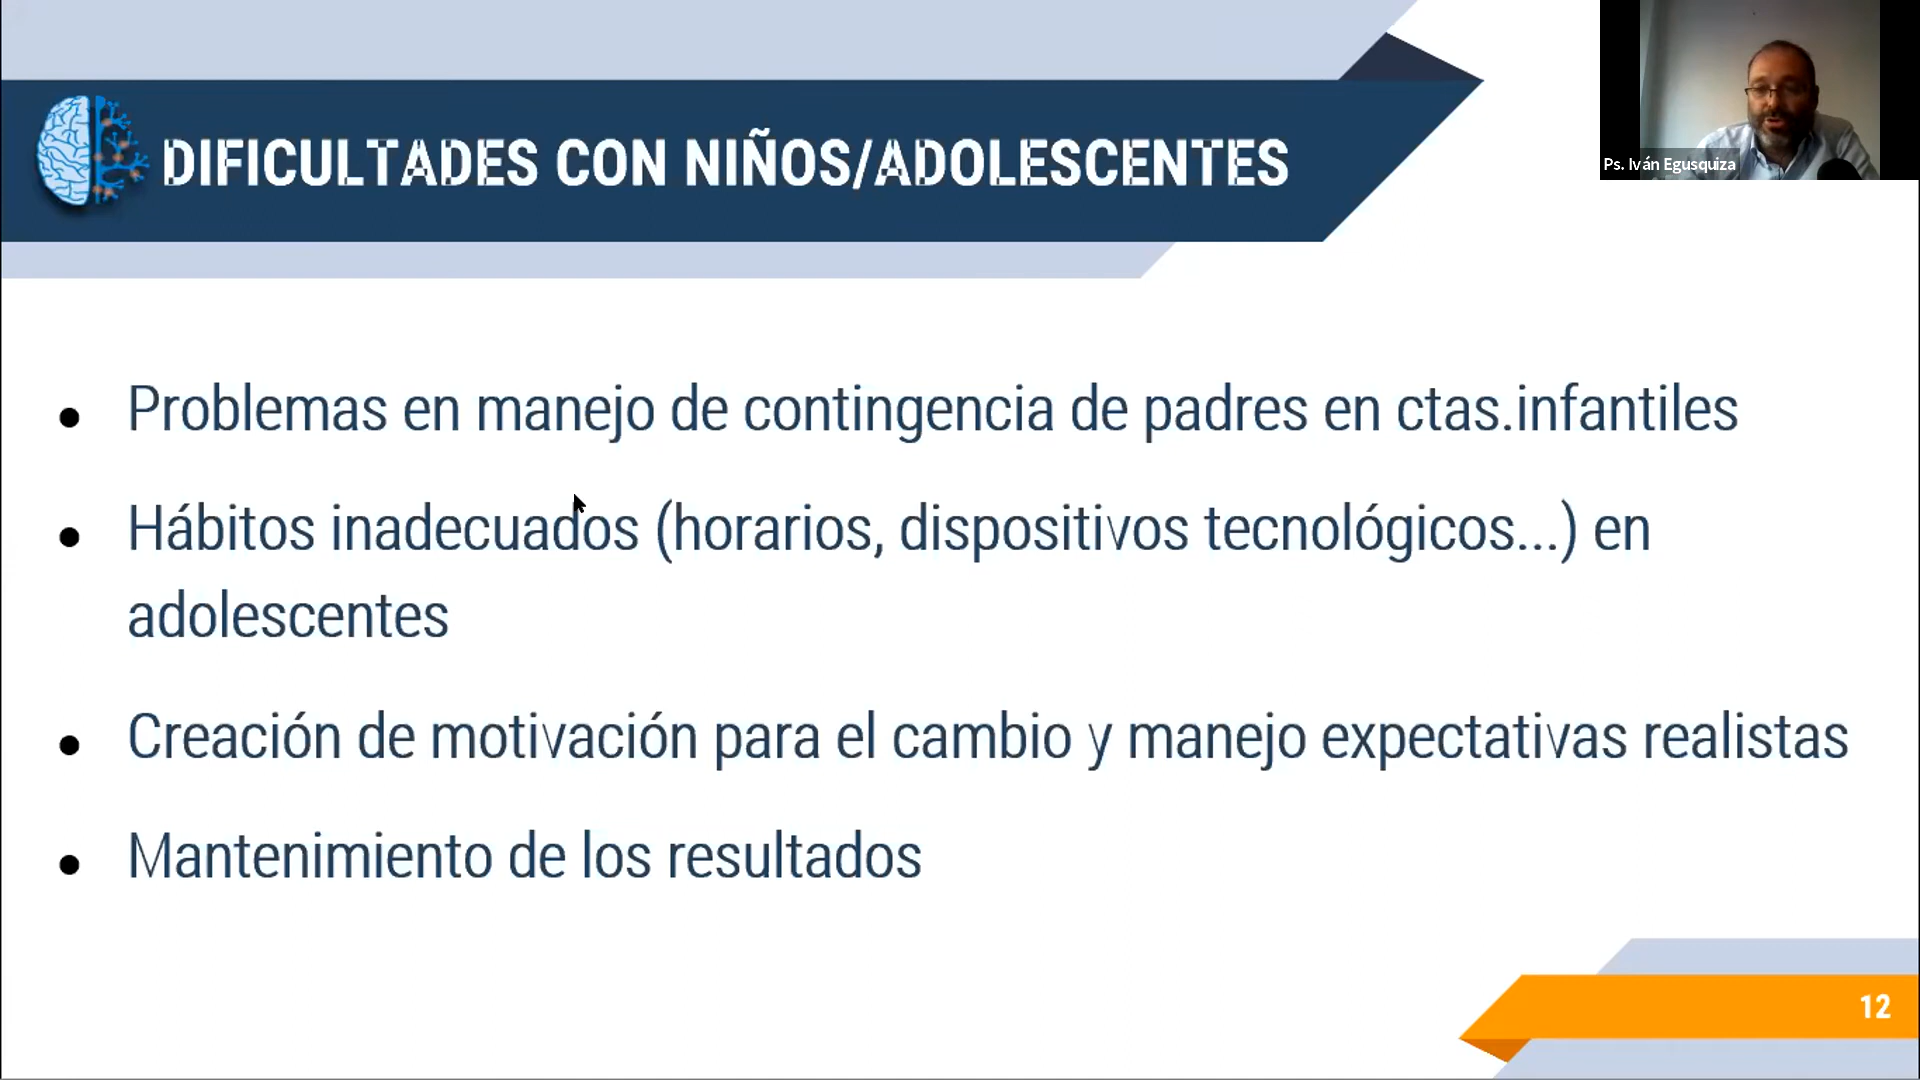 DIFICULTADES CON NIÑOS/ADOLESCENTES
Ps. Iván Egusquiza
Problemas en manejo de contingencia de padres en ctas.infantiles
Hábitos inadecuados (horarios, dispositivos tecnológicos...) en
adolescentes
Creación de motivación para el cambio y manejo expectativas realistas
Mantenimiento de los resultados
12